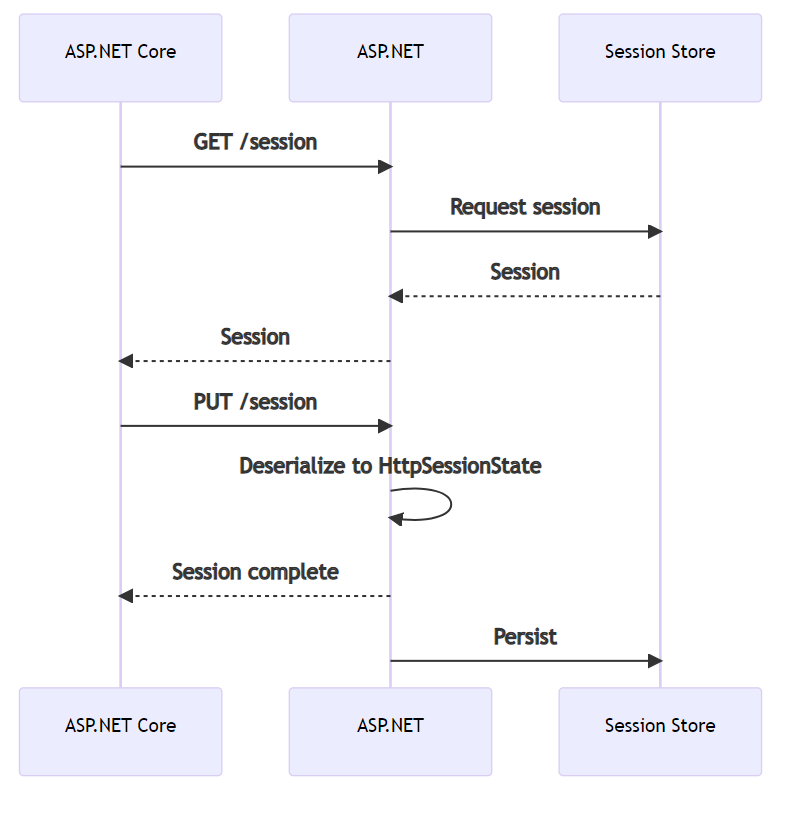 ASP.NET Core
ASP.NET
Session Store
GET /session
Request session
Session
Session
PUT /session
Deserialize to HttpSessionState
Session complete
Persist
ASP.NET Core
ASP.NET
Session Store